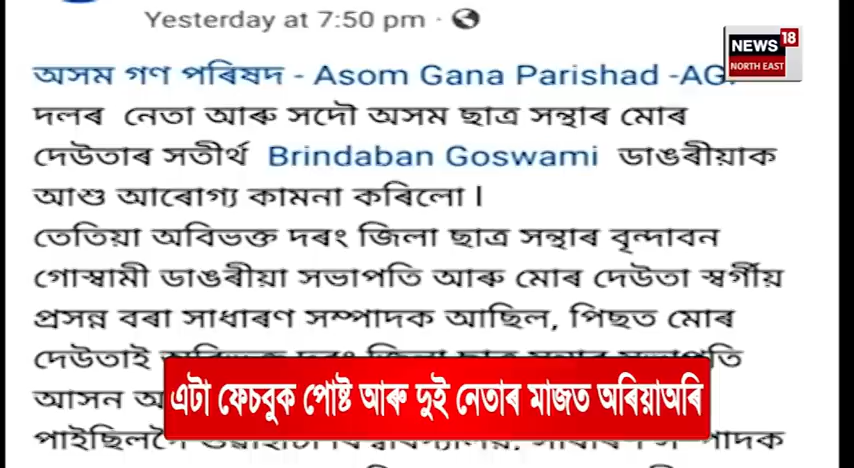 Yesterday at 7:50 pm ·
NEWS 18
NORTH EAST
অসম গণ পৰিষদ - Asom Gana Parishad -AG
দলৰ নেতা আৰু সদৌ অসম ছাত্ৰ সন্থাৰ মোৰ
দেউতাৰ সতীৰ্থ Brindaban Goswami ডাঙৰীয়াক
আশু আৰোগ্য কামনা কৰিলো l
তেতিয়া অবিভক্ত দৰং জিলা ছাত্ৰ সন্থাৰ বৃন্দাবন
গোস্বামী ডাঙৰীয়া সভাপতি আৰু মোৰ দেউতা স্বৰ্গীয়
প্ৰসন্ন বৰা সাধাৰণ সম্পাদক আছিল, পিছত মোৰ
দেউতাই
আসন
এটা ফেচবুক পোষ্ট আৰু দুই নেতাৰ মাজত অৰিয়াঅৰি